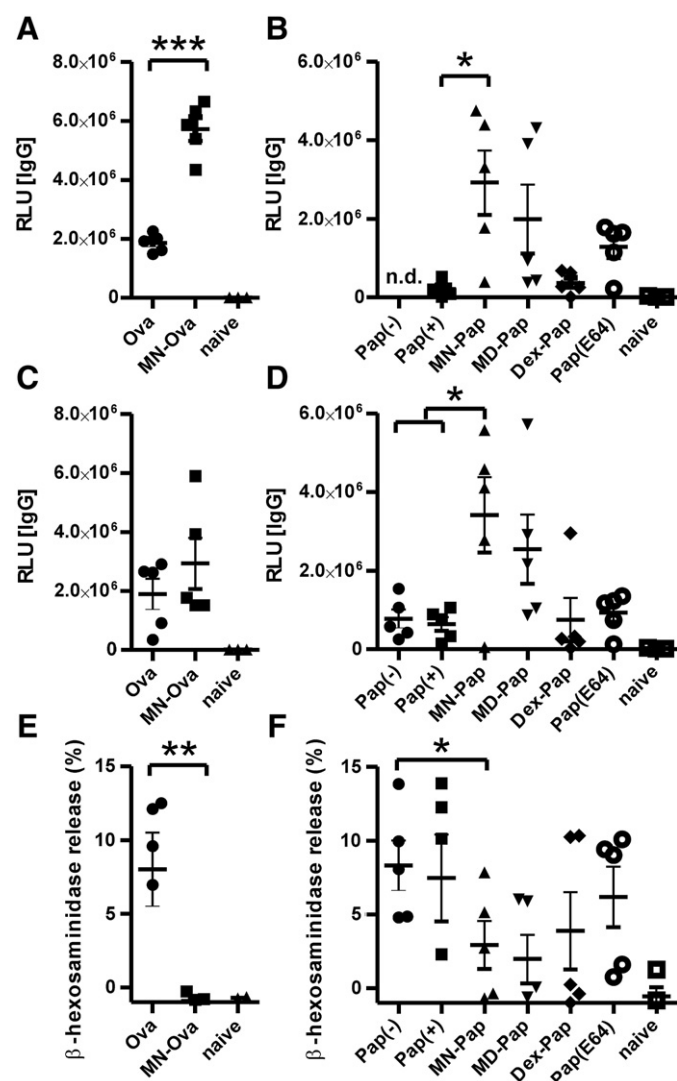 A
RLU [IgG]
8.0×10⁶
6.0×10⁶
4.0×10⁶
2.0×10⁶
0
***
Ova
MN-Ova
naive
B
RLU [IgG]
6.0×10⁶
4.0×10⁶
2.0×10⁶
0
n.d.
*
Pap(-)
Pap(+)
MN-Pap
MD-Pap
Dex-Pap
Pap(E64)
naive
C
RLU [IgG]
8.0×10⁶
6.0×10⁶
4.0×10⁶
2.0×10⁶
0
Ova
MN-Ova
naive
D
RLU [IgG]
6.0×10⁶
4.0×10⁶
2.0×10⁶
0
*
Pap(-)
Pap(+)
MN-Pap
MD-Pap
Dex-Pap
Pap(E64)
naive
E
β-hexosaminidase release (%)
15
10
5
0
**
Ova
MN-Ova
naive
F
β-hexosaminidase release (%)
15
10
5
0
*
Pap(-)
Pap(+)
MN-Pap
MD-Pap
Dex-Pap
Pap(E64)
naive